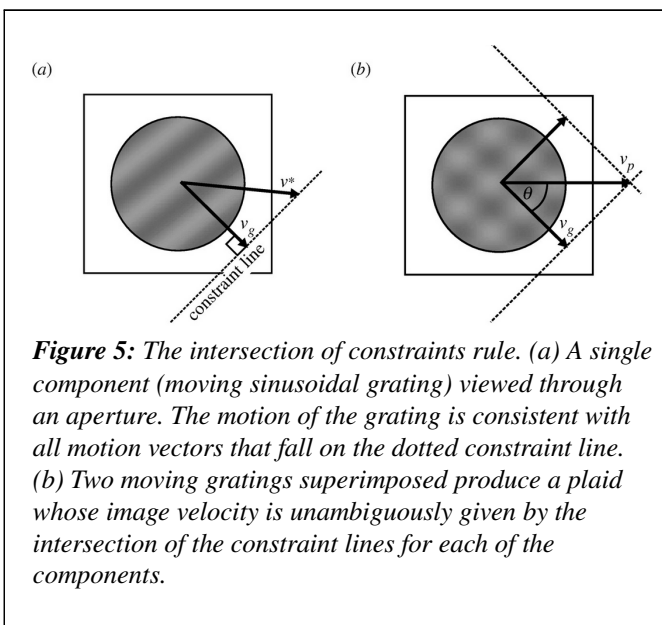 (a)
(b)
v*
v_g
constraint line
v_p
θ
v_g
Figure 5: The intersection of constraints rule. (a) A single
component (moving sinusoidal grating) viewed through
an aperture. The motion of the grating is consistent with
all motion vectors that fall on the dotted constraint line.
(b) Two moving gratings superimposed produce a plaid
whose image velocity is unambiguously given by the
intersection of the constraint lines for each of the
components.